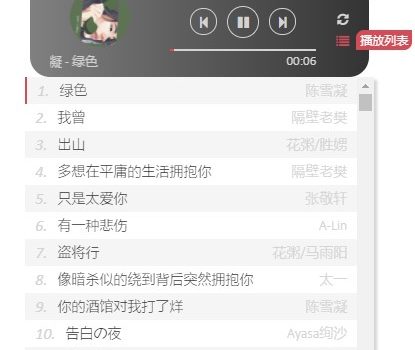 凝 - 绿色
00:06
播放列表
1. 绿色 陈雪凝
2. 我曾 隔壁老樊
3. 出山 花粥/胜娚
4. 多想在平庸的生活拥抱你 隔壁老樊
5. 只是太爱你 张敬轩
6. 有一种悲伤 A-Lin
7. 盗将行 花粥/马雨阳
8. 像暗杀似的绕到背后突然拥抱你 太一
9. 你的酒馆对我打了烊 陈雪凝
10. 告白の夜 Ayasa绚沙